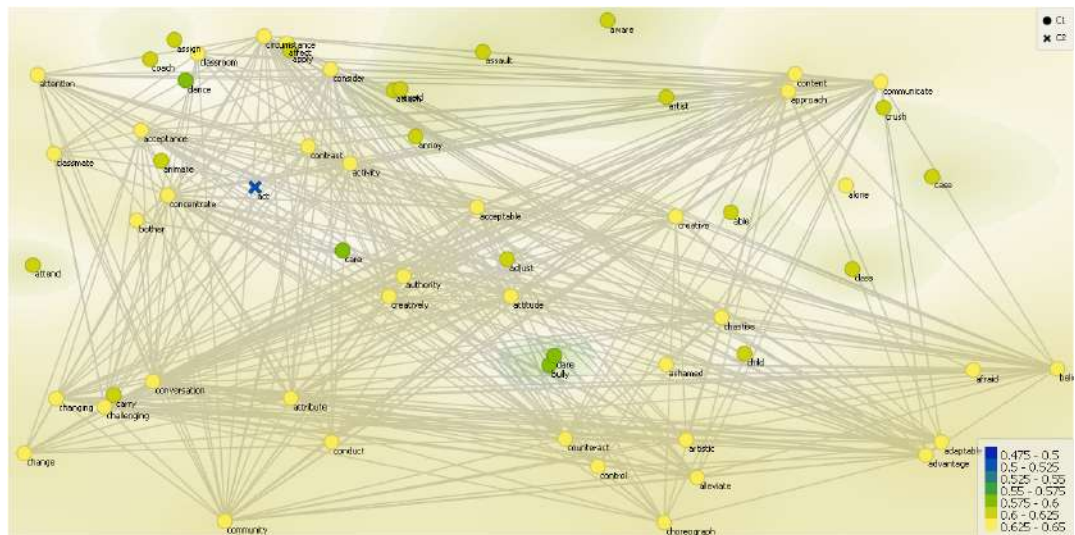 C1
C2
aware
circumstance
assign
affect
apply
classroom
coach
assault
consider
attention
dance
content
communicate
approach
artist
crush
acceptance
annoy
contrast
classmate
animate
activity
case
concentrate
act
alone
acceptable
able
bother
creative
care
attend
adjust
class
authority
creatively
attitude
chastise
dare
bully
child
ashamed
afraid
conversation
changing
carry
challenging
attribute
change
conduct
counteract
artistic
adaptable
advantage
control
alleviate
community
choreograph
0.475 - 0.5
0.5 - 0.525
0.525 - 0.55
0.55 - 0.575
0.575 - 0.6
0.6 - 0.625
0.625 - 0.65